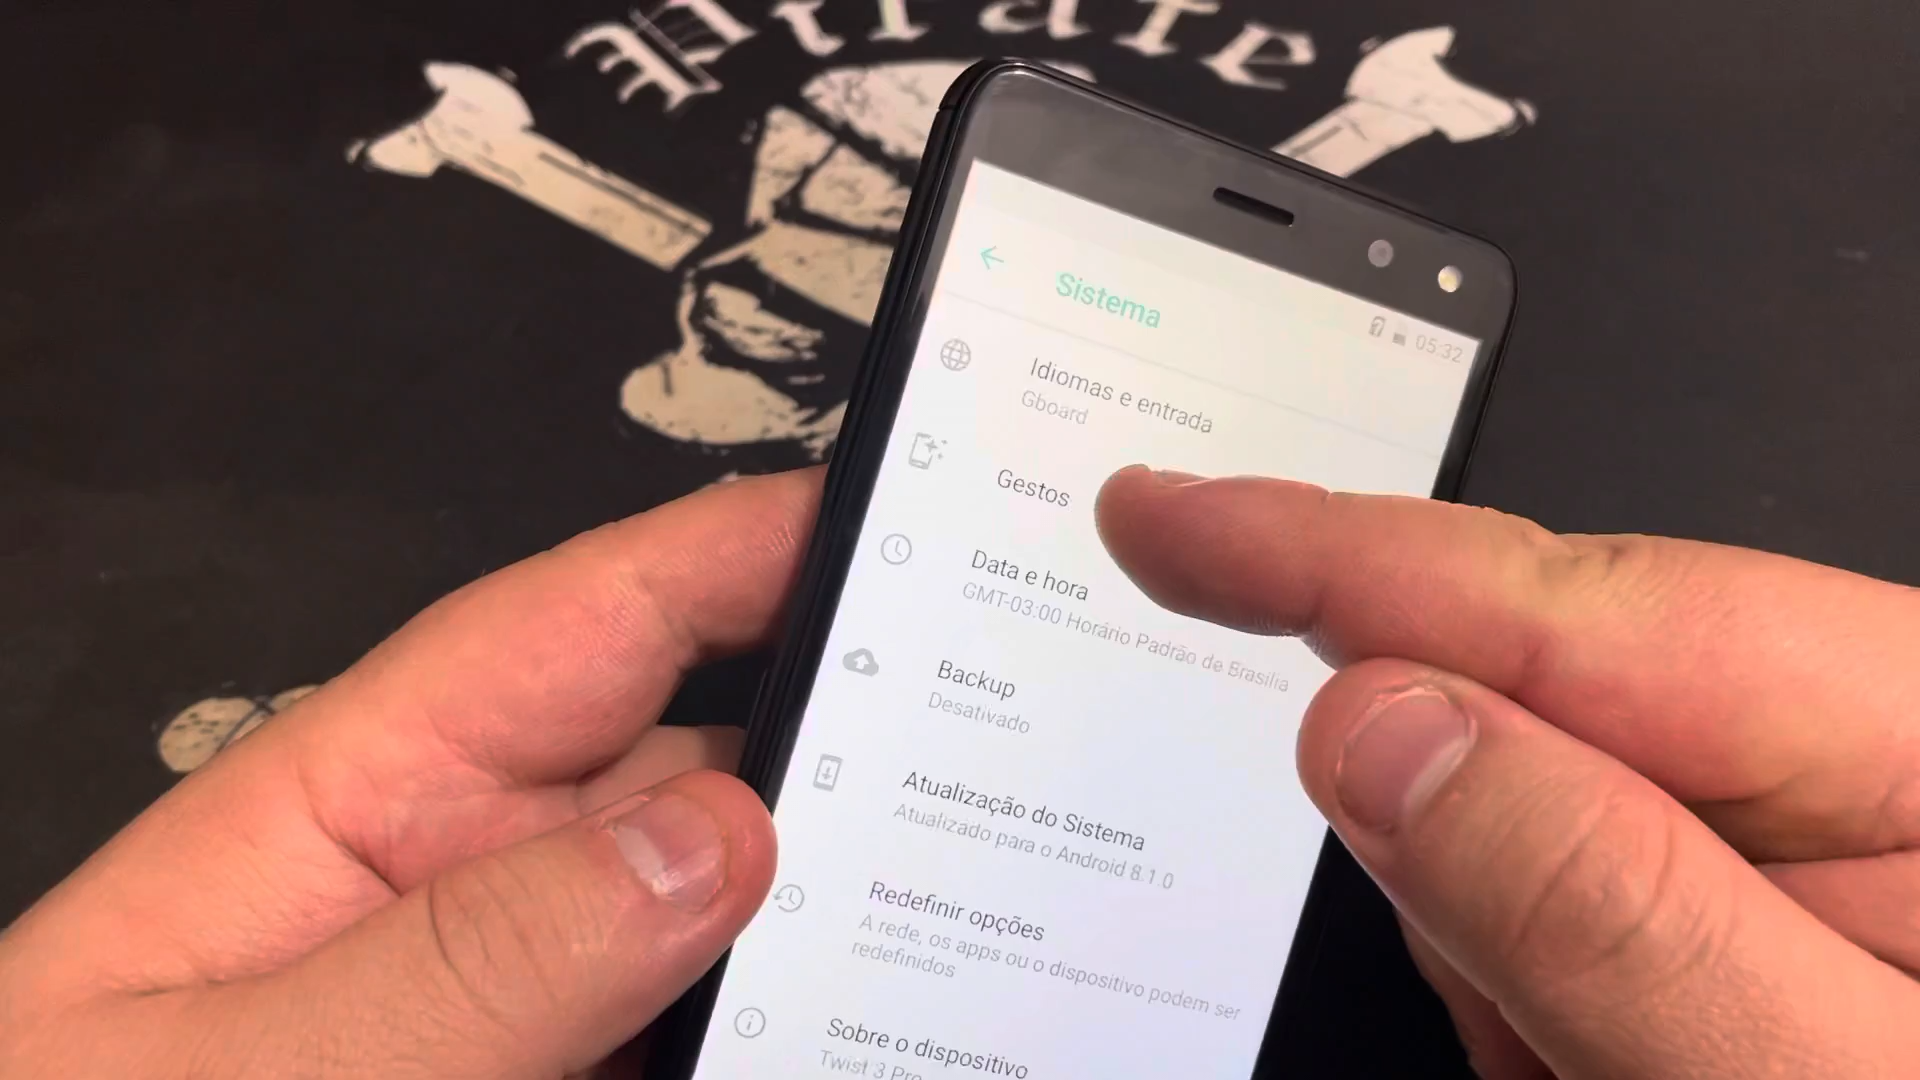 Pirate
Sistema
05:32
Idiomas e entrada
Gboard
Gestos
Data e hora
GMT-03:00 Horário Padrão de Brasília
Backup
Desativado
Atualização do Sistema
Atualizado para o Android 8.1.0
Redefinir opções
A rede, os apps ou o dispositivo podem ser
redefinidos
Sobre o dispositivo
Twist 3 Pro